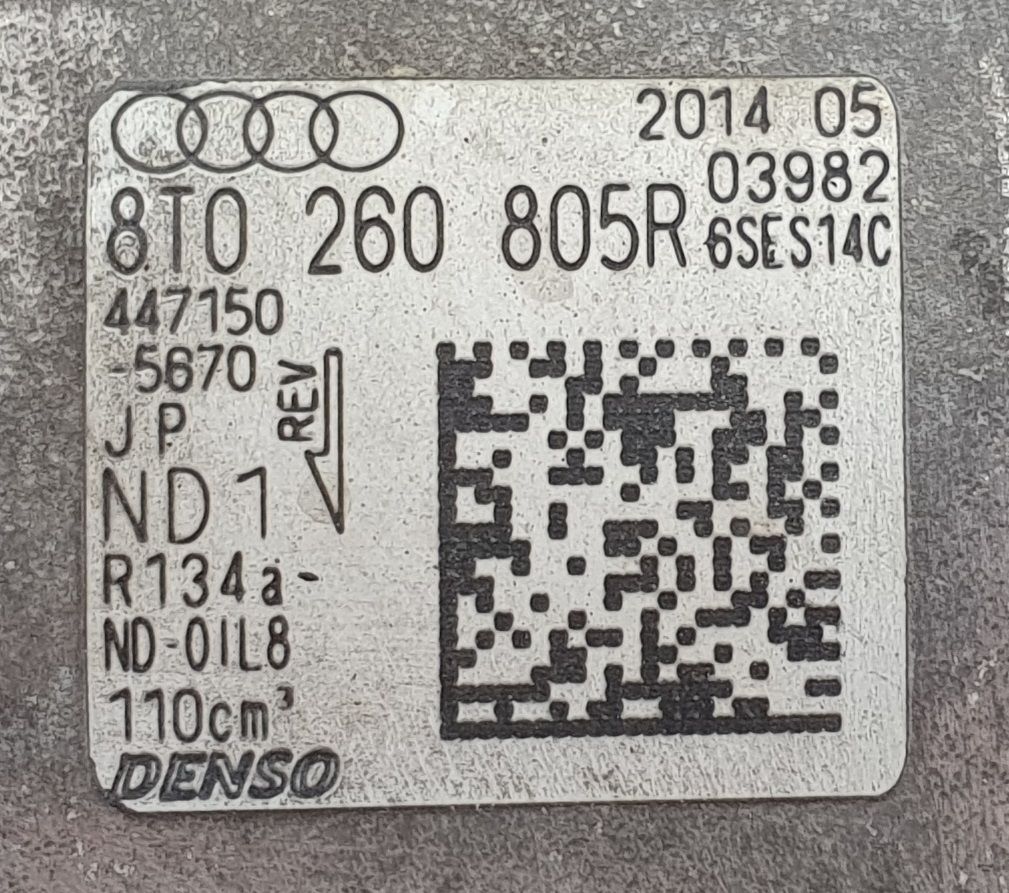 2014 05
03982
8T0 260 805R 6SES14C
447150
-5670
REV
JP
ND1
R134a-
ND-OIL8
110cm³
DENSO